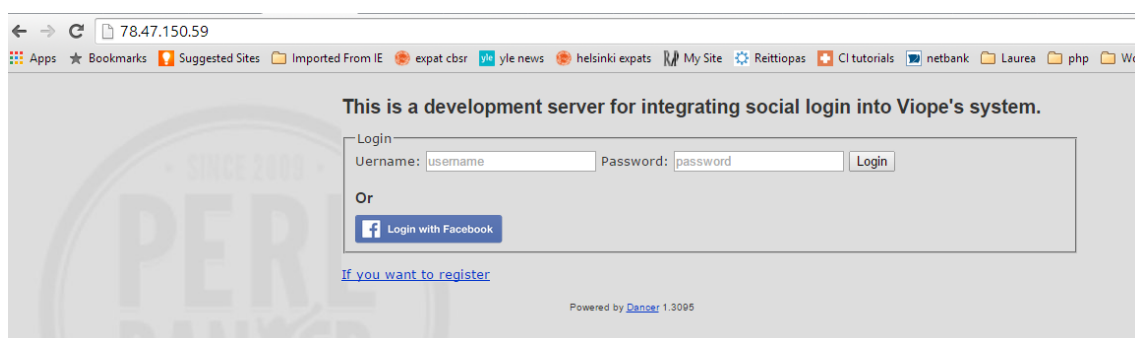 78.47.150.59
Apps Bookmarks Suggested Sites Imported From IE expat cbsr yle yle news helsinki expats My Site Reittiopas CI tutorials netbank Laurea php
This is a development server for integrating social login into Viope's system.
Login
Uername: username Password: password Login
Or
f Login with Facebook
If you want to register
Powered by Dancer 1.3095
• SINCE 2009 •
PERL
DANCER